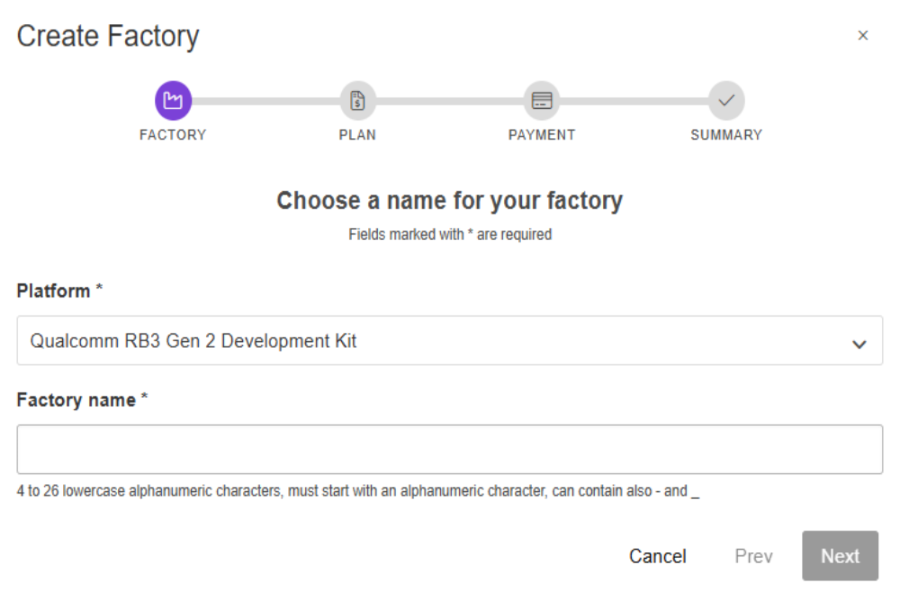 Create Factory
×
FACTORY
PLAN
PAYMENT
SUMMARY
Choose a name for your factory
Fields marked with * are required
Platform *
Qualcomm RB3 Gen 2 Development Kit
Factory name *
4 to 26 lowercase alphanumeric characters, must start with an alphanumeric character, can contain also - and _
Cancel Prev Next